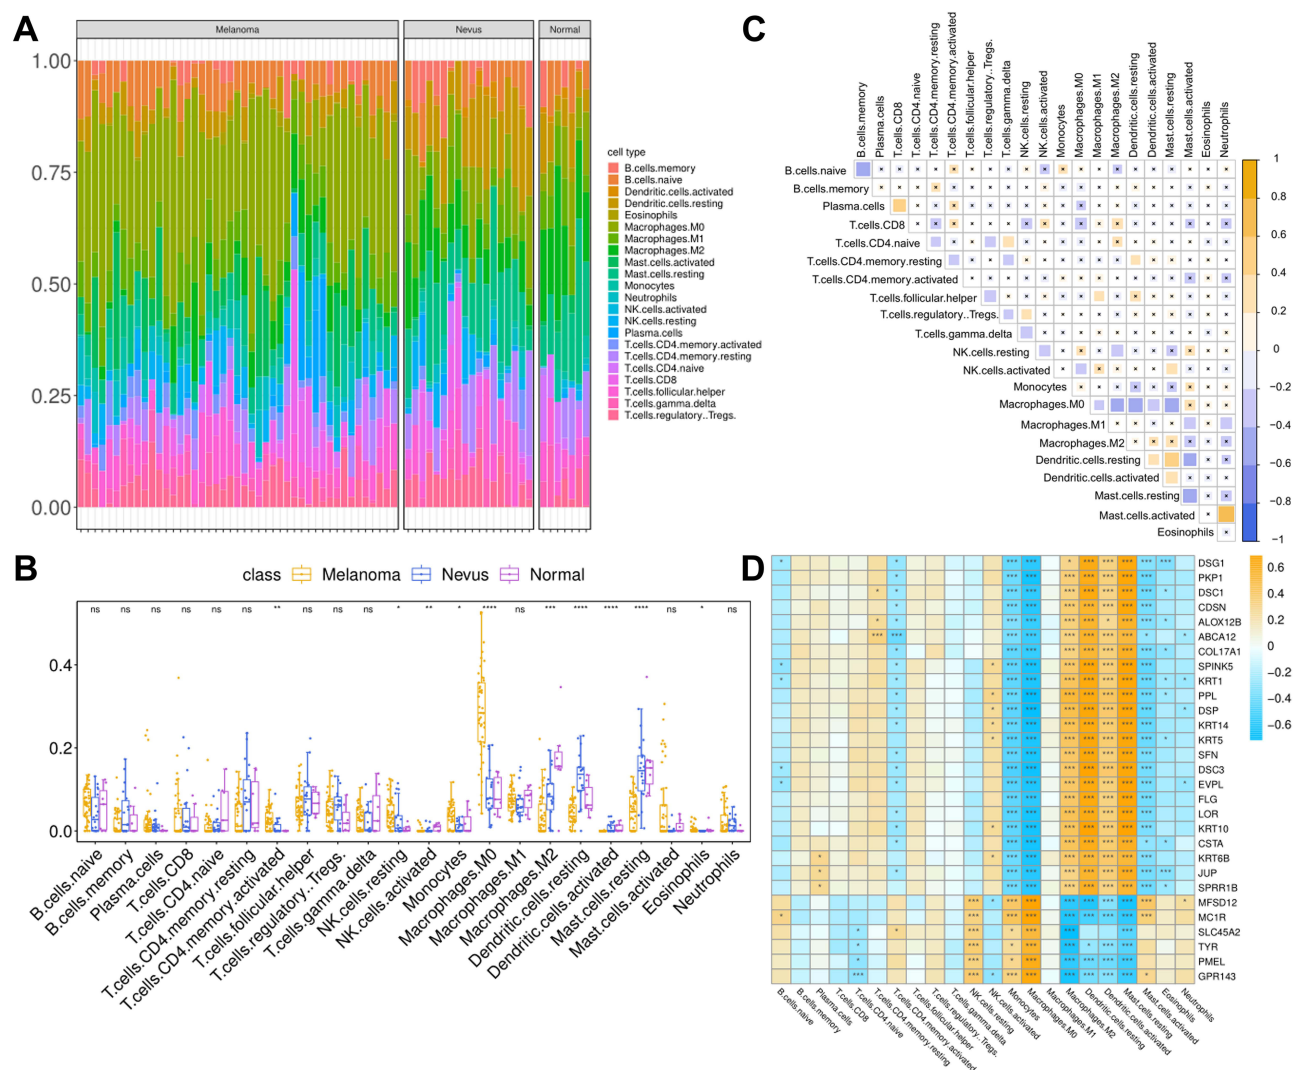 A
Melanoma
Nevus
Normal
1.00
0.75
0.50
0.25
0.00
cell type
B.cells.memory
B.cells.naive
Dendritic.cells.activated
Dendritic.cells.resting
Eosinophils
Macrophages.M0
Macrophages.M1
Macrophages.M2
Mast.cells.activated
Mast.cells.resting
Monocytes
Neutrophils
NK.cells.activated
NK.cells.resting
Plasma.cells
T.cells.CD4.memory.activated
T.cells.CD4.memory.resting
T.cells.CD4.naive
T.cells.CD8
T.cells.follicular.helper
T.cells.gamma.delta
T.cells.regulatory..Tregs.
B
class Melanoma Nevus Normal
ns ns ns ns ns ns ** ns ns ns * ** * **** ns *** **** **** **** ns * ns
0.4
0.2
0.0
B.cells.naive
B.cells.memory
Plasma.cells
T.cells.CD8
T.cells.CD4.naive
T.cells.CD4.memory.resting
T.cells.CD4.memory.activated
T.cells.follicular.helper
T.cells.regulatory..Tregs.
T.cells.gamma.delta
NK.cells.resting
NK.cells.activated
Monocytes
Macrophages.M0
Macrophages.M1
Macrophages.M2
Dendritic.cells.resting
Dendritic.cells.activated
Mast.cells.resting
Mast.cells.activated
Eosinophils
Neutrophils
C
B.cells.memory
Plasma.cells
T.cells.CD8
T.cells.CD4.naive
T.cells.CD4.memory.resting
T.cells.CD4.memory.activated
T.cells.follicular.helper
T.cells.regulatory..Tregs.
T.cells.gamma.delta
NK.cells.resting
NK.cells.activated
Monocytes
Macrophages.M0
Macrophages.M1
Macrophages.M2
Dendritic.cells.resting
Dendritic.cells.activated
Mast.cells.resting
Mast.cells.activated
Eosinophils
Neutrophils
B.cells.naive
B.cells.memory
Plasma.cells
T.cells.CD8
T.cells.CD4.naive
T.cells.CD4.memory.resting
T.cells.CD4.memory.activated
T.cells.follicular.helper
T.cells.regulatory..Tregs.
T.cells.gamma.delta
NK.cells.resting
NK.cells.activated
Monocytes
Macrophages.M0
Macrophages.M1
Macrophages.M2
Dendritic.cells.resting
Dendritic.cells.activated
Mast.cells.resting
Mast.cells.activated
Eosinophils
1
0.8
0.6
0.4
0.2
0
−0.2
−0.4
−0.6
−0.8
−1
D
DSG1
PKP1
DSC1
CDSN
ALOX12B
ABCA12
COL17A1
SPINK5
KRT1
PPL
DSP
KRT14
KRT5
SFN
DSC3
EVPL
FLG
LOR
KRT10
CSTA
KRT6B
JUP
SPRR1B
MFSD12
MC1R
SLC45A2
TYR
PMEL
GPR143
0.6
0.4
0.2
0
−0.2
−0.4
−0.6
B.cells.naive
B.cells.memory
Plasma.cells
T.cells.CD8
T.cells.CD4.naive
T.cells.CD4.memory.resting
T.cells.CD4.memory.activated
T.cells.follicular.helper
T.cells.regulatory..Tregs.
T.cells.gamma.delta
NK.cells.resting
NK.cells.activated
Monocytes
Macrophages.M0
Macrophages.M1
Macrophages.M2
Dendritic.cells.resting
Dendritic.cells.activated
Mast.cells.resting
Mast.cells.activated
Eosinophils
Neutrophils